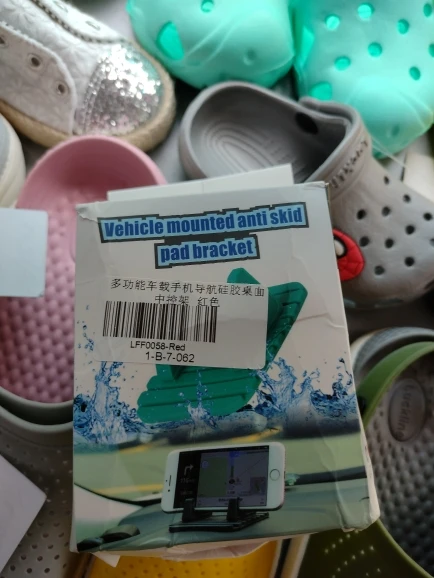 Vehicle mounted anti skid
pad bracket
多功能车载手机导航硅胶桌面
中控架 红色
LFF0058-Red
1-B-7-062